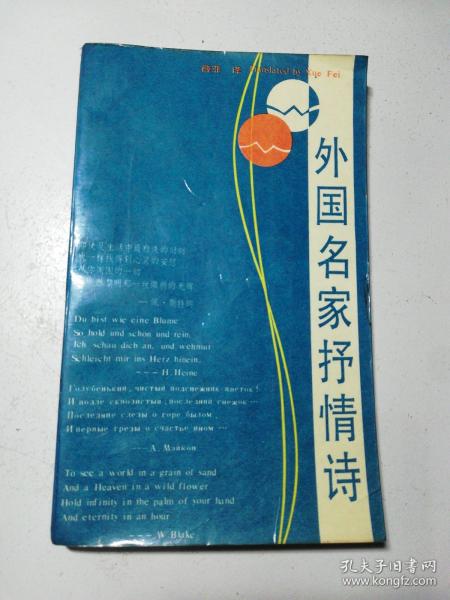 译 Translated by Xue Fei
外国名家抒情诗
Du bist wie eine Blume
So hold und schön und rein,
Ich schau dich an, und wehmut
Schleicht mir ins Herz hinein.
--- H. Heine
Голубенький, чистый подснежник-цветок!
И возле сквозистый, последний снежок…
Последние слезы о горе былом
И первые грезы о счастье ином…
--- А. Майков
To see a world in a grain of sand
And a Heaven in a wild flower
Hold infinity in the palm of your hand
And eternity in an hour
--- W. Blake
孔夫子旧书网
www.kongfz.com